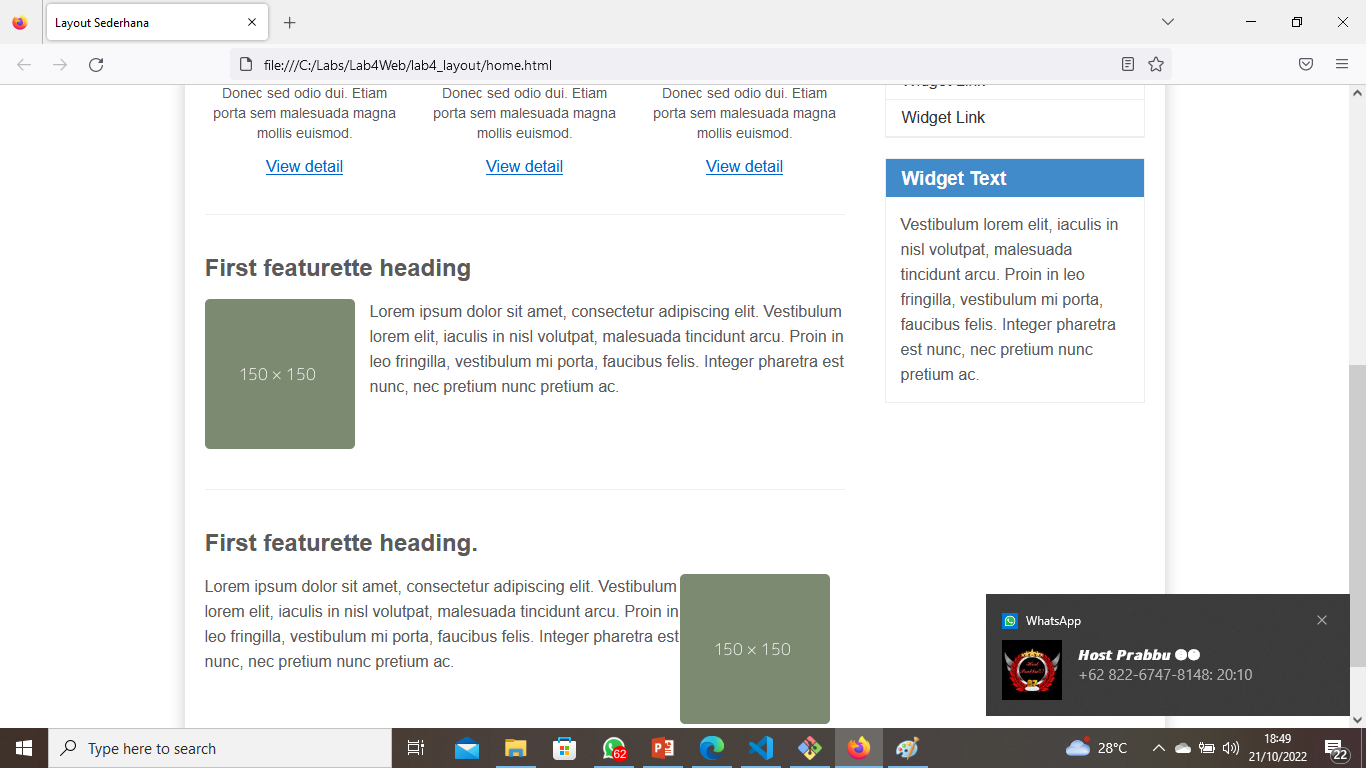 Layout Sederhana
file:///C:/Labs/Lab4Web/lab4_layout/home.html
Donec sed odio dui. Etiam
porta sem malesuada magna
mollis euismod.
View detail
Donec sed odio dui. Etiam
porta sem malesuada magna
mollis euismod.
View detail
Donec sed odio dui. Etiam
porta sem malesuada magna
mollis euismod.
View detail
First featurette heading
150 × 150
Lorem ipsum dolor sit amet, consectetur adipiscing elit. Vestibulum
lorem elit, iaculis in nisl volutpat, malesuada tincidunt arcu. Proin in
leo fringilla, vestibulum mi porta, faucibus felis. Integer pharetra est
nunc, nec pretium nunc pretium ac.
First featurette heading.
Lorem ipsum dolor sit amet, consectetur adipiscing elit. Vestibulum
lorem elit, iaculis in nisl volutpat, malesuada tincidunt arcu. Proin in
leo fringilla, vestibulum mi porta, faucibus felis. Integer pharetra est
nunc, nec pretium nunc pretium ac.
150 × 150
Widget Link
Widget Link
Widget Text
Vestibulum lorem elit, iaculis in
nisl volutpat, malesuada
tincidunt arcu. Proin in leo
fringilla, vestibulum mi porta,
faucibus felis. Integer pharetra
est nunc, nec pretium nunc
pretium ac.
WhatsApp
Host Prabbu
+62 822-6747-8148: 20:10
Type here to search
62
28°C
18:49
21/10/2022
22